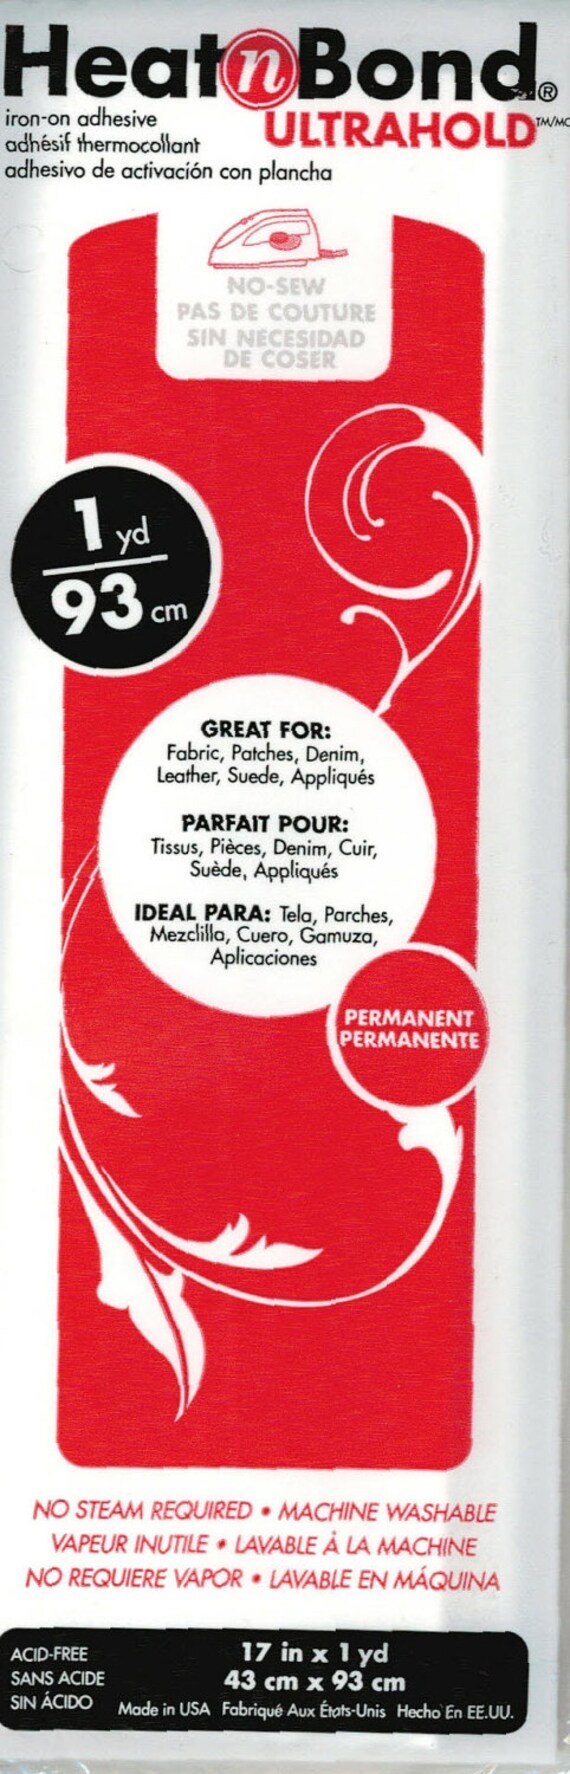 HeatnBond®
iron-on adhesive
ULTRAHOLD™/MC
adhésif thermocollant
adhesivo de activación con plancha
NO-SEW
PAS DE COUTURE
SIN NECESIDAD
DE COSER
1 yd
93 cm
GREAT FOR:
Fabric, Patches, Denim,
Leather, Suede, Appliqués
PARFAIT POUR:
Tissus, Pièces, Denim, Cuir,
Suède, Appliqués
IDEAL PARA: Tela, Parches,
Mezclilla, Cuero, Gamuza,
Aplicaciones
PERMANENT
PERMANENTE
NO STEAM REQUIRED • MACHINE WASHABLE
VAPEUR INUTILE • LAVABLE À LA MACHINE
NO REQUIERE VAPOR • LAVABLE EN MÁQUINA
ACID-FREE
SANS ACIDE
SIN ÁCIDO
17 in x 1 yd
43 cm x 93 cm
Made in USA Fabriqué Aux États-Unis Hecho En EE.UU.